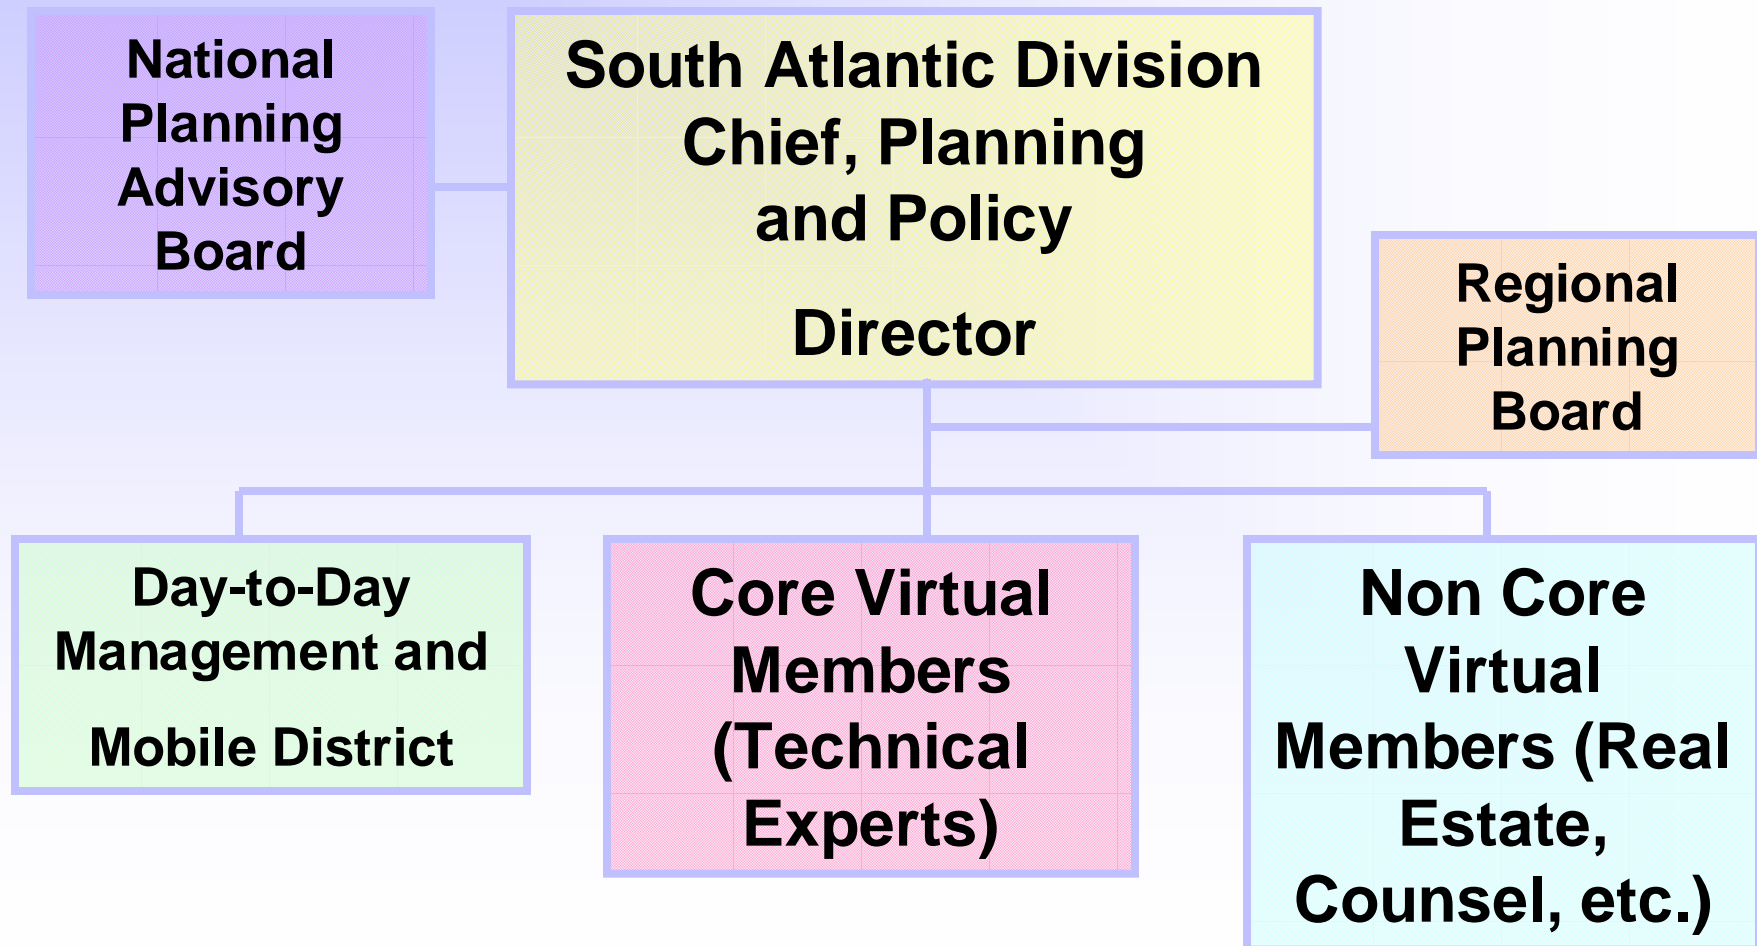 National
Planning
Advisory
Board
South Atlantic Division
Chief, Planning
and Policy
Director
Regional
Planning
Board
Day-to-Day
Management and
Mobile District
Core Virtual
Members
(Technical
Experts)
Non Core
Virtual
Members (Real
Estate,
Counsel, etc.)